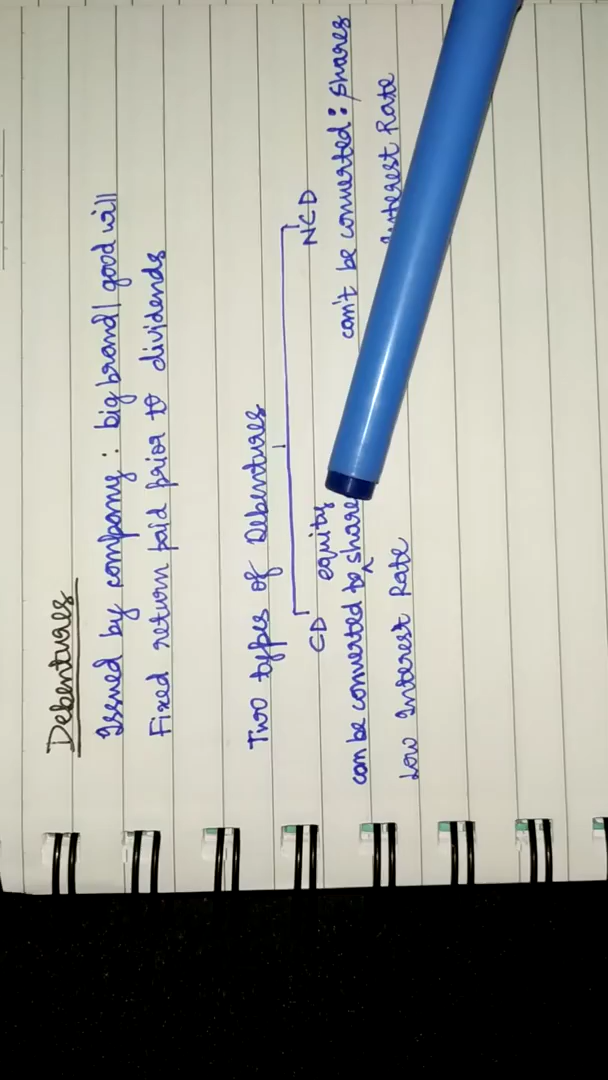 Debentures
Issued by company : big brand/ good will
Fixed return paid prior to dividends
Two types of Debentures
CD NCD
can be converted to equity share can't be converted : shares
Low Interest Rate Interest Rate